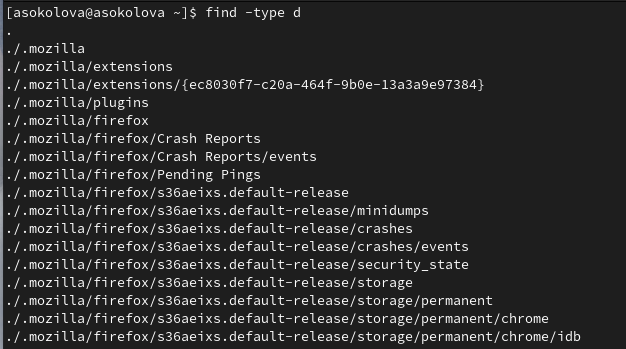 [asokolova@asokolova ~]$ find -type d
.
./.mozilla
./.mozilla/extensions
./.mozilla/extensions/{ec8030f7-c20a-464f-9b0e-13a3a9e97384}
./.mozilla/plugins
./.mozilla/firefox
./.mozilla/firefox/Crash Reports
./.mozilla/firefox/Crash Reports/events
./.mozilla/firefox/Pending Pings
./.mozilla/firefox/s36aeixs.default-release
./.mozilla/firefox/s36aeixs.default-release/minidumps
./.mozilla/firefox/s36aeixs.default-release/crashes
./.mozilla/firefox/s36aeixs.default-release/crashes/events
./.mozilla/firefox/s36aeixs.default-release/security_state
./.mozilla/firefox/s36aeixs.default-release/storage
./.mozilla/firefox/s36aeixs.default-release/storage/permanent
./.mozilla/firefox/s36aeixs.default-release/storage/permanent/chrome
./.mozilla/firefox/s36aeixs.default-release/storage/permanent/chrome/idb